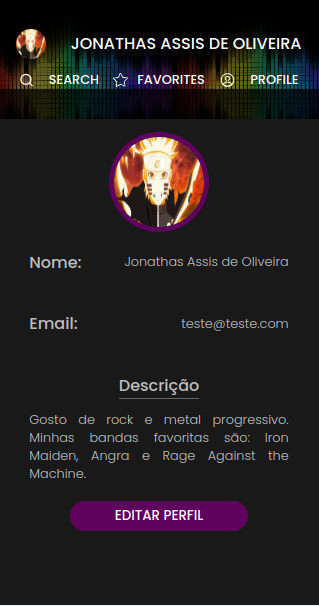 JONATHAS ASSIS DE OLIVEIRA
SEARCH FAVORITES PROFILE
Nome: Jonathas Assis de Oliveira
Email: teste@teste.com
Descrição
Gosto de rock e metal progressivo.
Minhas bandas favoritas são: Iron
Maiden, Angra e Rage Against the
Machine.
EDITAR PERFIL